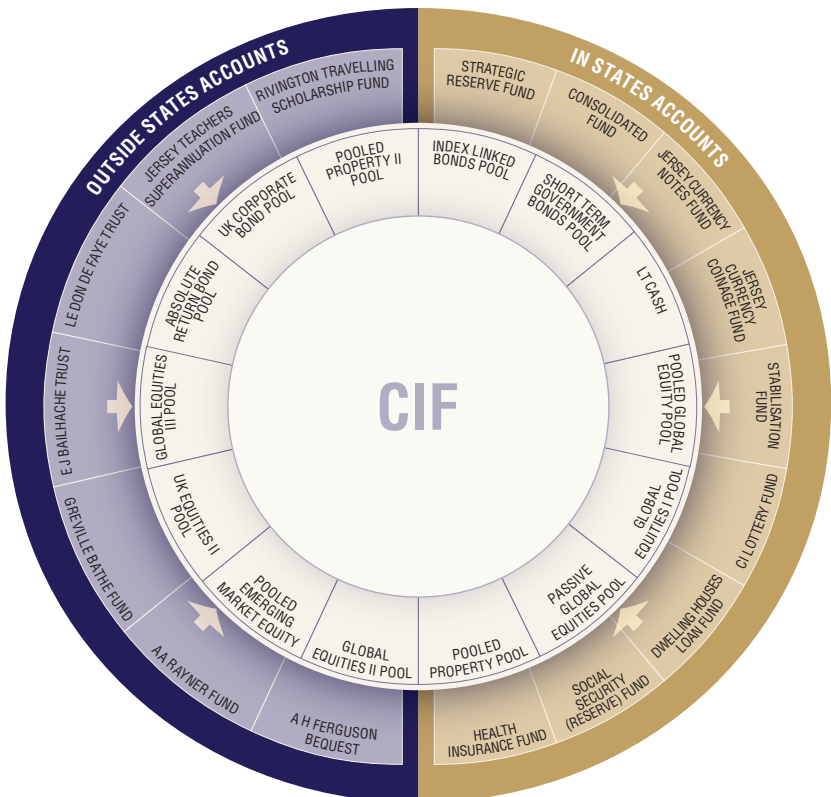 OUTSIDE STATES ACCOUNTS
IN STATES ACCOUNTS
RIVINGTON TRAVELLING
SCHOLARSHIP FUND
JERSEY TEACHERS
SUPERANNUATION FUND
LE DON DE FAYE TRUST
EJ BAILHACHE TRUST
GREVILLE BATHE FUND
AA RAYNER FUND
A H FERGUSON
BEQUEST
STRATEGIC
RESERVE FUND
CONSOLIDATED
FUND
JERSEY CURRENCY
NOTES FUND
JERSEY
CURRENCY
COINAGE FUND
STABILISATION
FUND
CI LOTTERY FUND
DWELLING HOUSES
LOAN FUND
SOCIAL
SECURITY
(RESERVE) FUND
HEALTH
INSURANCE FUND
INDEX LINKED
BONDS POOL
SHORT TERM
GOVERNMENT
BONDS POOL
LT CASH
POOLED GLOBAL
EQUITY POOL
GLOBAL
EQUITIES I POOL
PASSIVE
GLOBAL
EQUITIES POOL
POOLED
PROPERTY POOL
GLOBAL
EQUITIES II POOL
POOLED
EMERGING
MARKET EQUITY
UK EQUITIES II
POOL
GLOBAL EQUITIES
III POOL
ABSOLUTE
RETURN BOND
POOL
UK CORPORATE
BOND POOL
POOLED
PROPERTY II
POOL
CIF